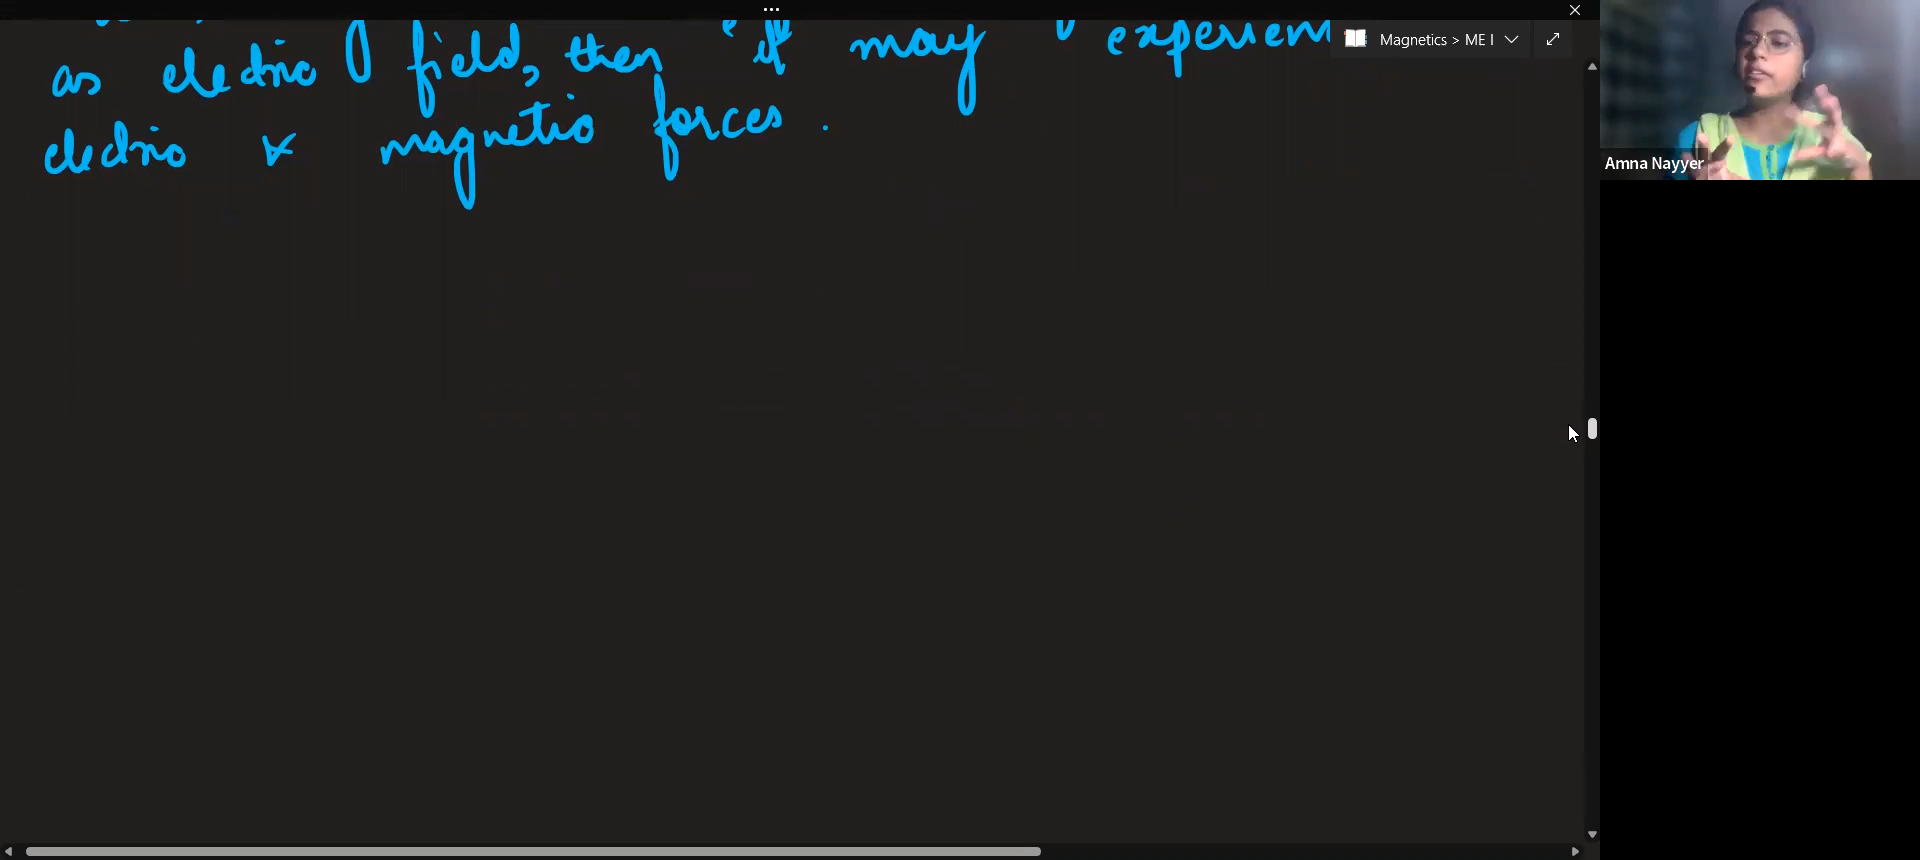 as electric field, then it may experien
Magnetics > ME I
electric & magnetic forces.
Amna Nayyer